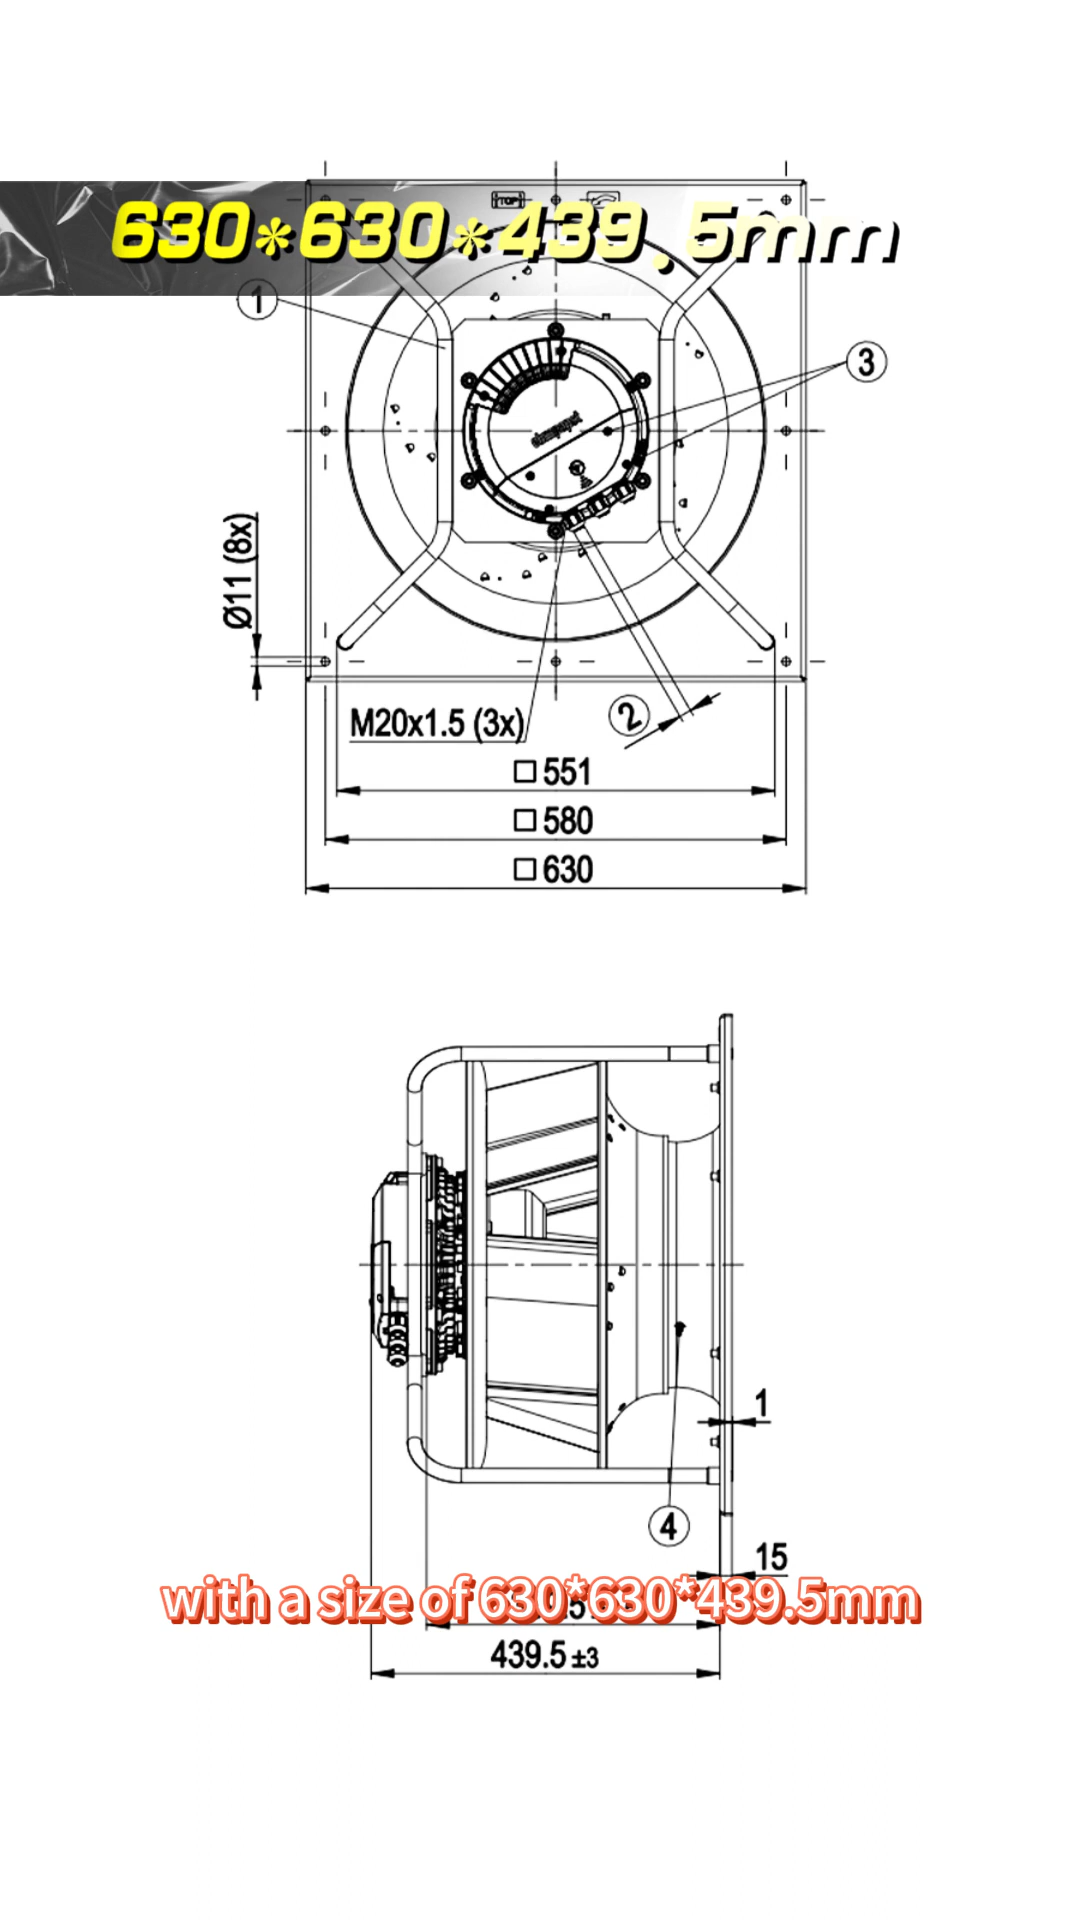 TOP
630*630*439.5mm
1
3
ebmpapst
Ø11 (8x)
M20x1.5 (3x)
2
□551
□580
□630
1
4
15
with a size of 630*630*439.5mm
439.5 ±3